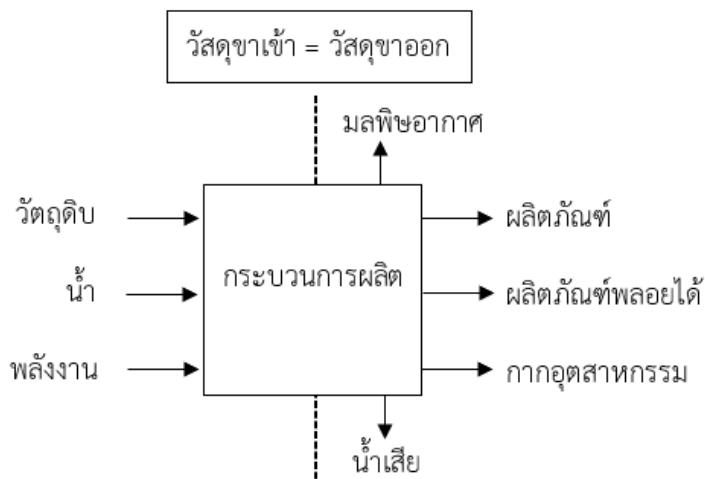 วัสดุขาเข้า = วัสดุขาออก
มลพิษอากาศ
วัตถุดิบ
ผลิตภัณฑ์
กระบวนการผลิต
น้ำ
ผลิตภัณฑ์พลอยได้
พลังงาน
กากอุตสาหกรรม
น้ำเสีย